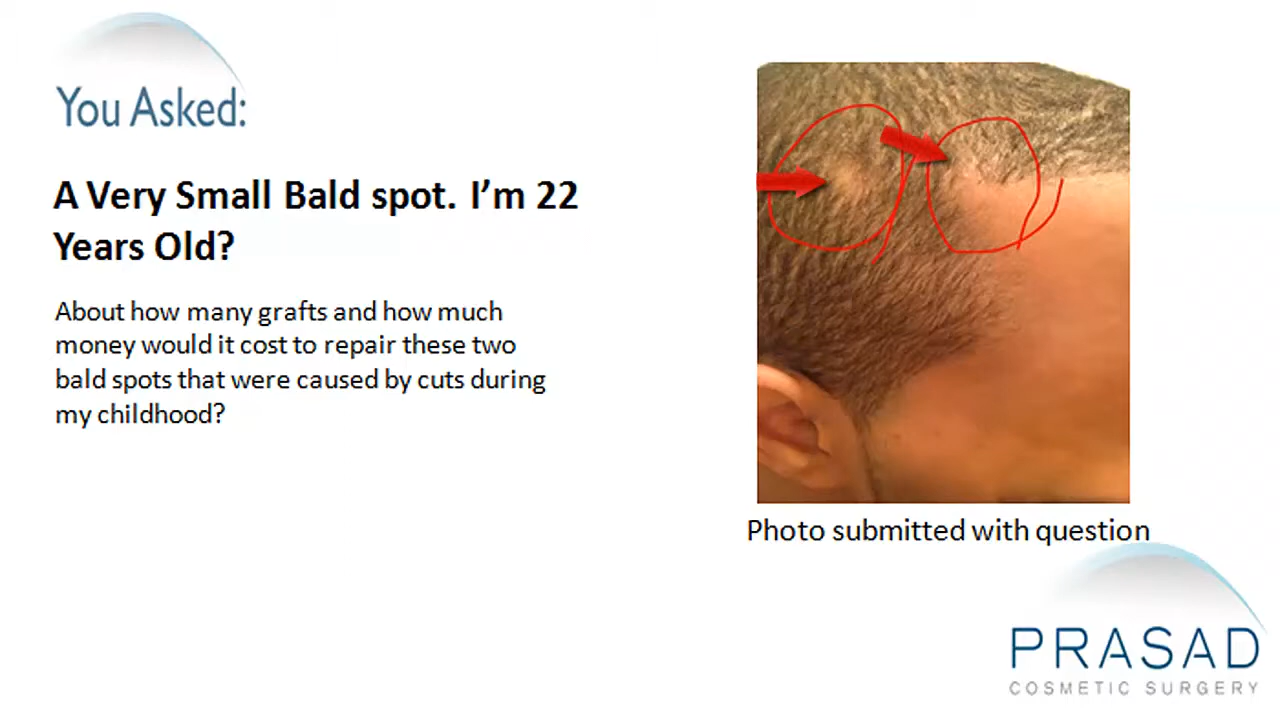 You Asked:
A Very Small Bald spot. I’m 22
Years Old?
About how many grafts and how much
money would it cost to repair these two
bald spots that were caused by cuts during
my childhood?
Photo submitted with question
PRASAD
COSMETIC SURGERY